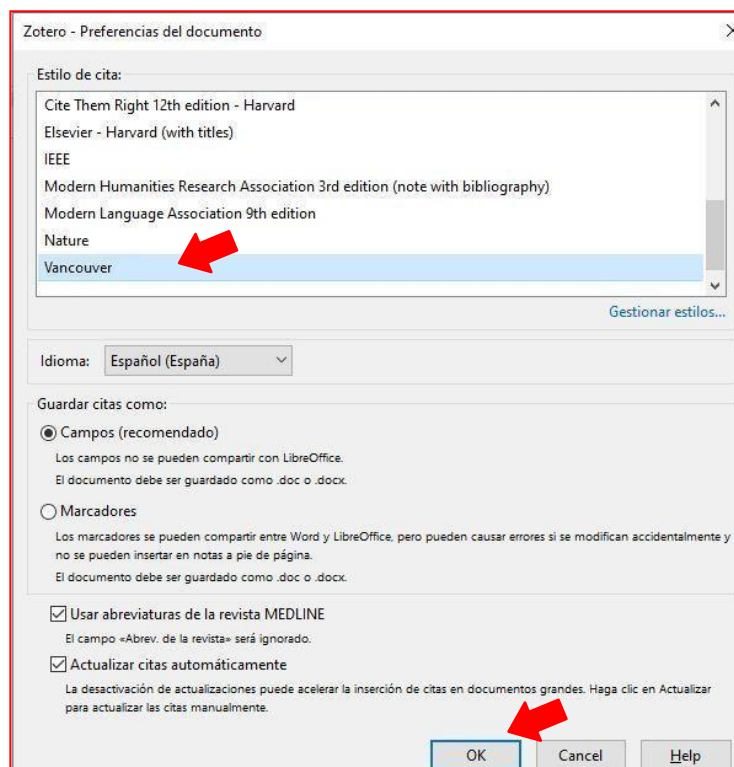 Zotero - Preferencias del documento
Estilo de cita:
Cite Them Right 12th edition - Harvard
Elsevier - Harvard (with titles)
IEEE
Modern Humanities Research Association 3rd edition (note with bibliography)
Modern Language Association 9th edition
Nature
Vancouver
Gestionar estilos...
Idioma: Español (España)
Guardar citas como:
Campos (recomendado)
Los campos no se pueden compartir con LibreOffice.
El documento debe ser guardado como .doc o .docx.
Marcadores
Los marcadores se pueden compartir entre Word y LibreOffice, pero pueden causar errores si se modifican accidentalmente y
no se pueden insertar en notas a pie de página.
El documento debe ser guardado como .doc o .docx.
Usar abreviaturas de la revista MEDLINE
El campo «Abrev. de la revista» será ignorado.
Actualizar citas automáticamente
La desactivación de actualizaciones puede acelerar la inserción de citas en documentos grandes. Haga clic en Actualizar
para actualizar las citas manualmente.
OK Cancel Help